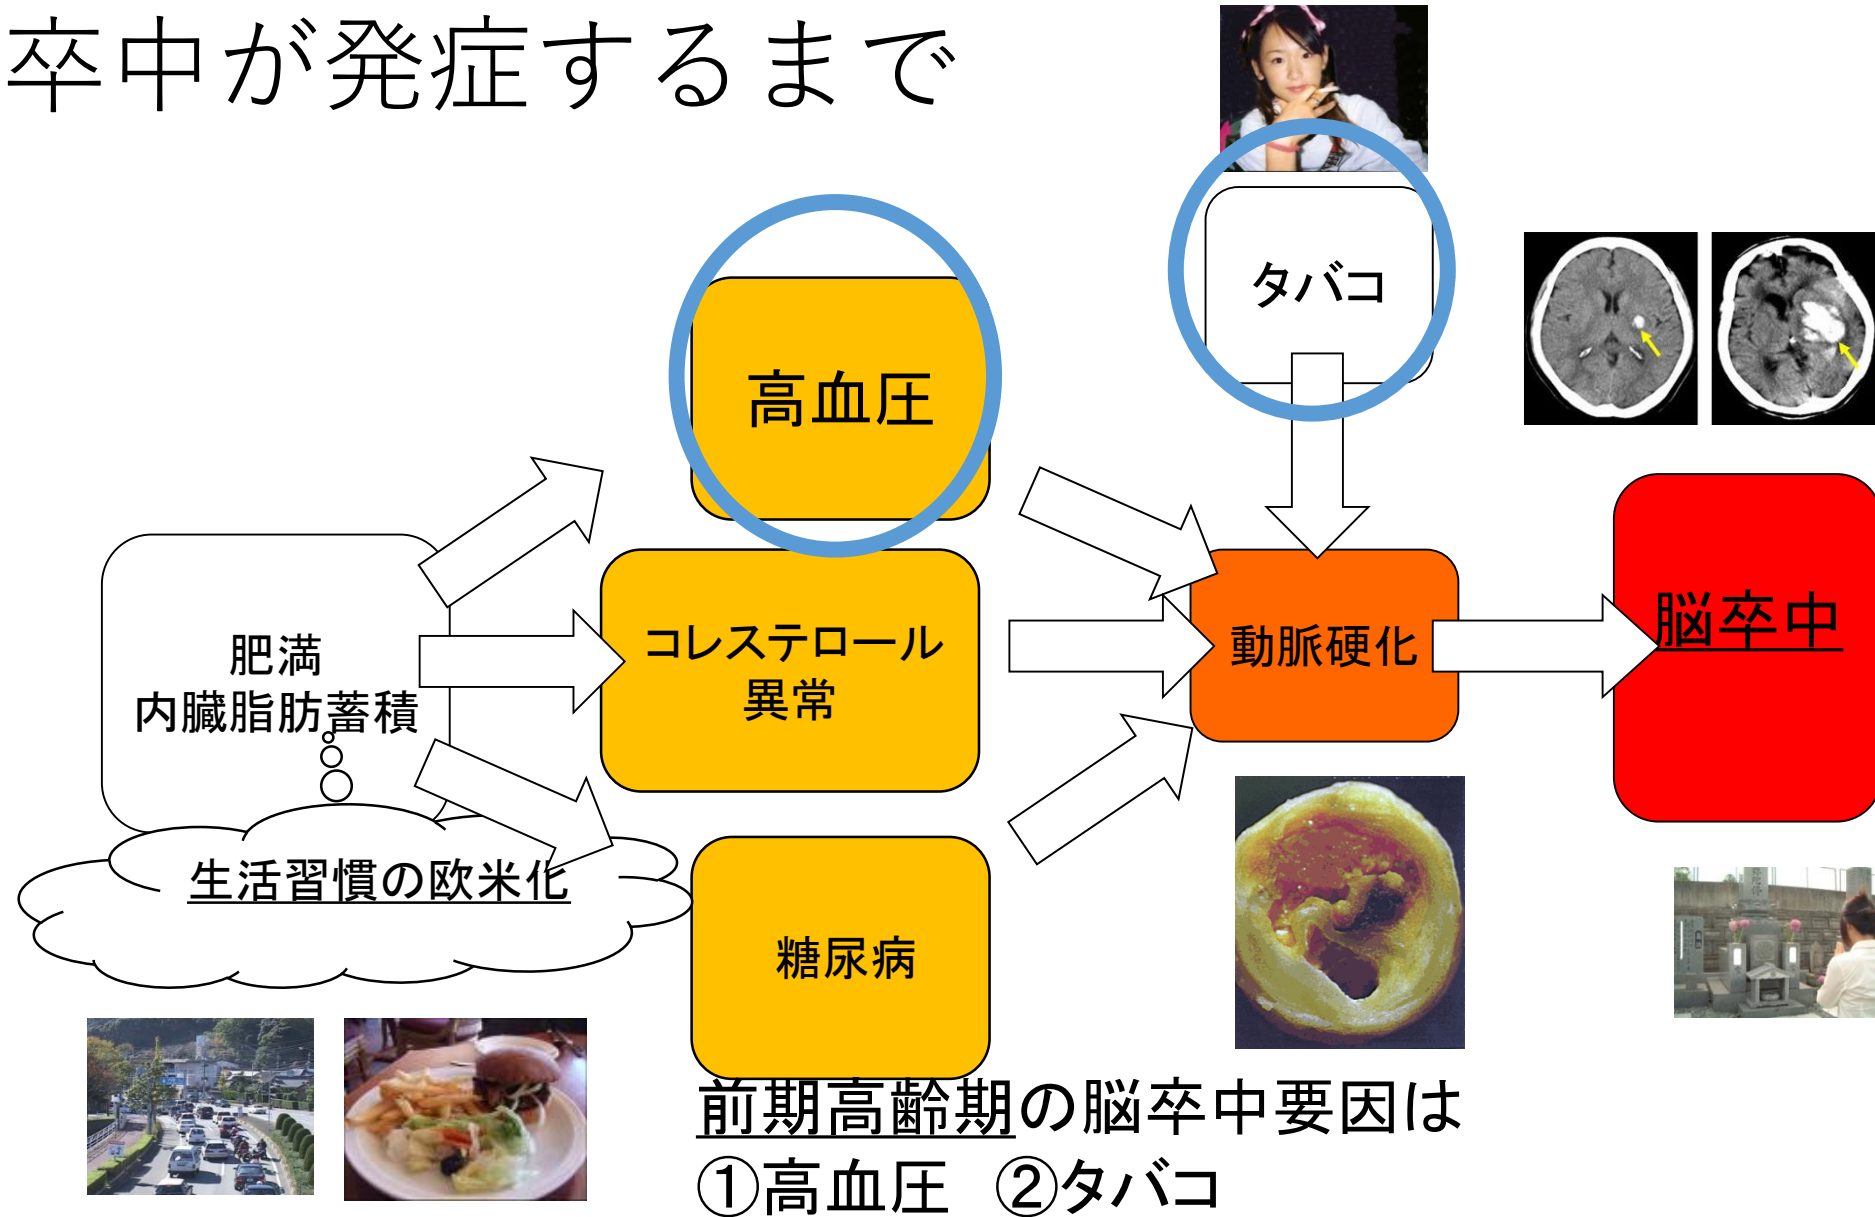 卒中が発症するまで
タバコ
高血圧
肥満
内臓脂肪蓄積
コレステロール
異常
動脈硬化
脳卒中
生活習慣の欧米化
糖尿病
前期高齢期の脳卒中要因は
①高血圧　②タバコ